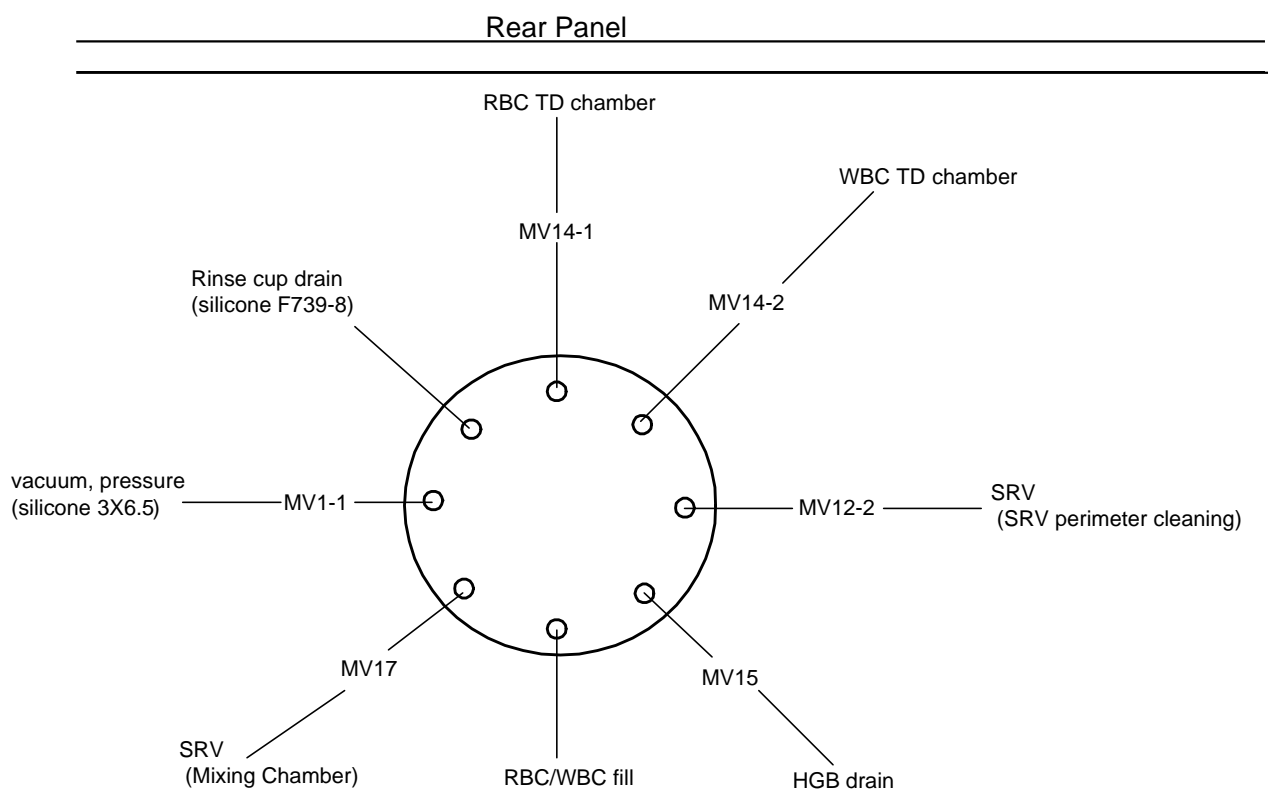 Rear Panel
RBC TD chamber
WBC TD chamber
MV14-1
Rinse cup drain
(silicone F739-8)
MV14-2
vacuum, pressure
(silicone 3X6.5)
MV1-1
MV12-2
SRV
(SRV perimeter cleaning)
MV17
MV15
SRV
(Mixing Chamber)
RBC/WBC fill
HGB drain